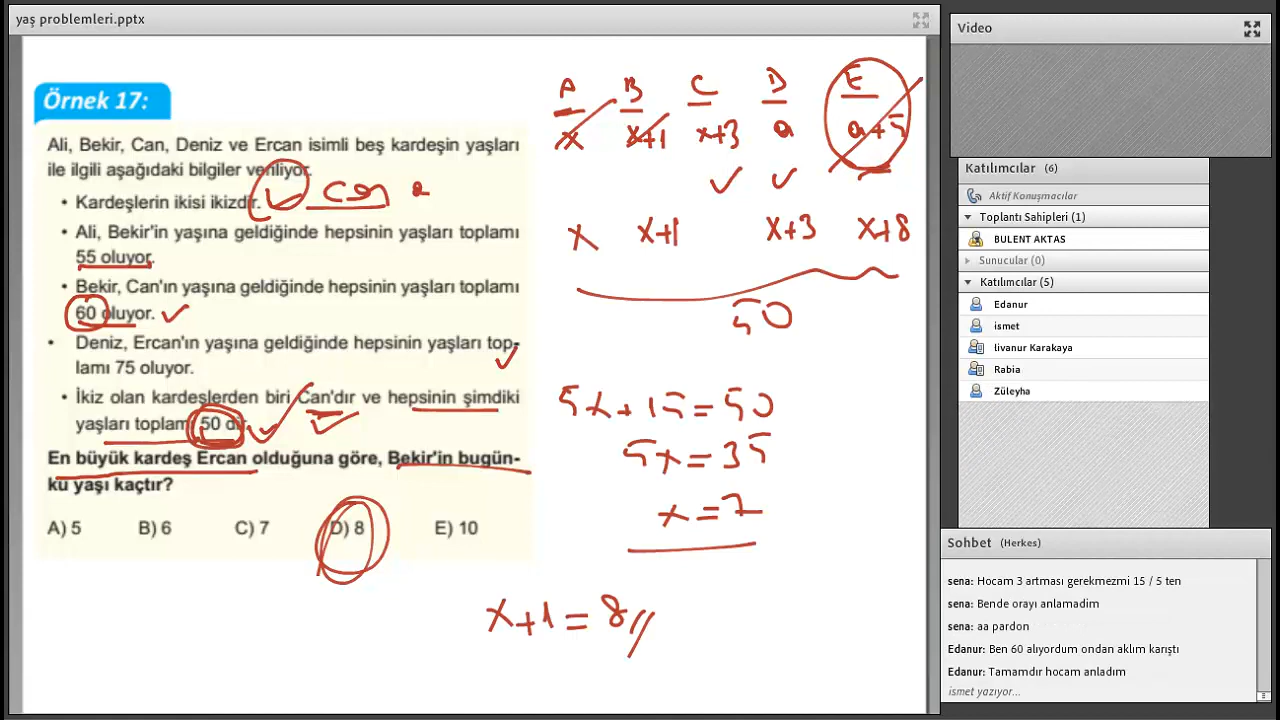 yaş problemleri.pptx
Örnek 17:
Ali, Bekir, Can, Deniz ve Ercan isimli beş kardeşin yaşları
ile ilgili aşağıdaki bilgiler veriliyor.
• Kardeşlerin ikisi ikizdir. Can a
• Ali, Bekir'in yaşına geldiğinde hepsinin yaşları toplamı
55 oluyor.
• Bekir, Can'ın yaşına geldiğinde hepsinin yaşları toplamı
60 oluyor.
• Deniz, Ercan'ın yaşına geldiğinde hepsinin yaşları top-
lamı 75 oluyor.
• İkiz olan kardeşlerden biri Can'dır ve hepsinin şimdiki
yaşları toplamı 50 dir.
En büyük kardeş Ercan olduğuna göre, Bekir'in bugün-
kü yaşı kaçtır?
A) 5 B) 6 C) 7 D) 8 E) 10
A B C D E
x x+1 x+3 a a+5
x x+1 x+3 x+8
50
5x+15=50
5x=35
x=7
x+1=8//
Video
Katılımcılar (6)
Aktif Konuşmacılar
Toplantı Sahipleri (1)
BULENT AKTAS
Sunucular (0)
Katılımcılar (5)
Edanur
ismet
livanur Karakaya
Rabia
Züleyha
Sohbet (Herkes)
sena: Hocam 3 artması gerekmezmi 15 / 5 ten
sena: Bende orayı anlamadim
sena: aa pardon
Edanur: Ben 60 alıyordum ondan aklım karıştı
Edanur: Tamamdır hocam anladım
ismet yazıyor...